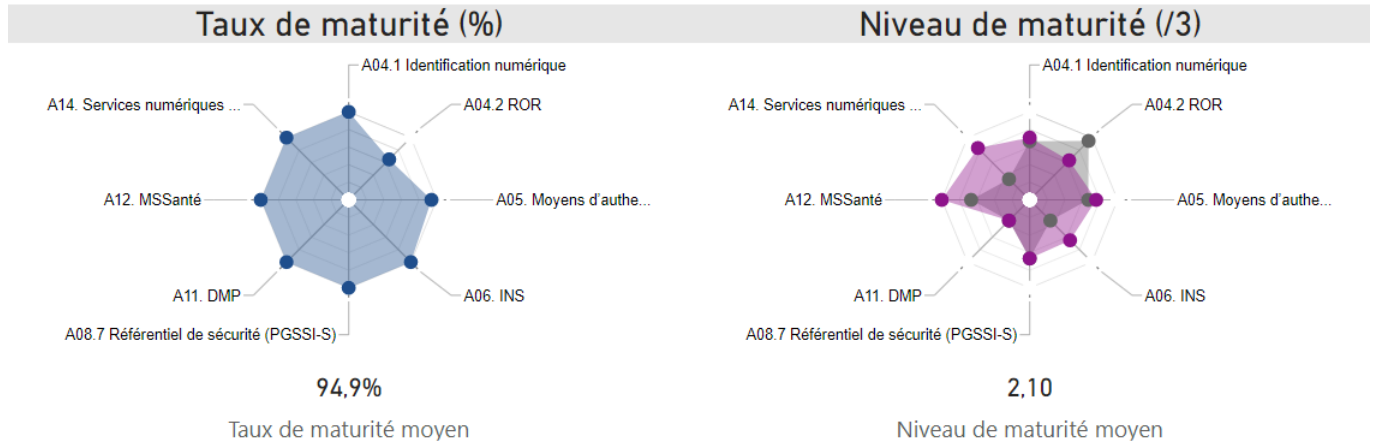 Taux de maturité (%)
A04.1 Identification numérique
A14. Services numériques ...
A04.2 ROR
A12. MSSanté
A05. Moyens d'authe...
A11. DMP
A06. INS
A08.7 Référentiel de sécurité (PGSSI-S)
94,9%
Taux de maturité moyen
Niveau de maturité (/3)
A04.1 Identification numérique
A14. Services numériques ...
A04.2 ROR
A12. MSSanté
A05. Moyens d'authe...
A11. DMP
A06. INS
A08.7 Référentiel de sécurité (PGSSI-S)
2,10
Niveau de maturité moyen